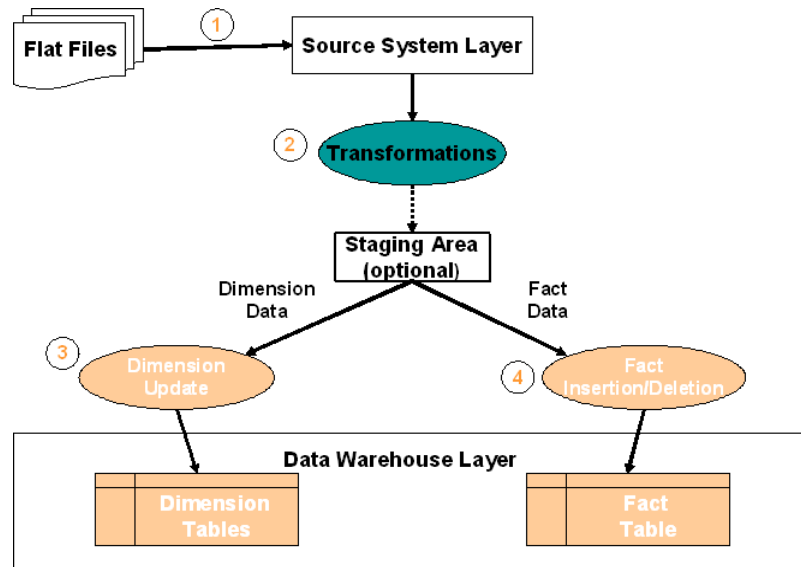 1
Flat Files
Source System Layer
2
Transformations
Staging Area
(optional)
Dimension
Data
Fact
Data
3
Dimension
Update
4
Fact
Insertion/Deletion
Data Warehouse Layer
Dimension
Tables
Fact
Table